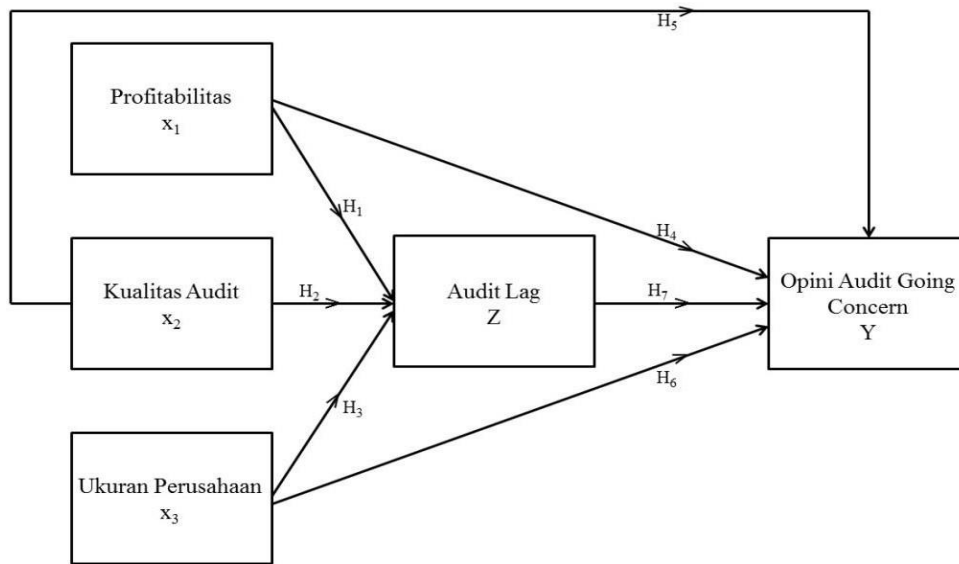 H₅
Profitabilitas
x₁
H₁
H₄
Kualitas Audit
x₂
H₂
Audit Lag
Z
H₇
Opini Audit Going
Concern
Y
H₃
H₆
Ukuran Perusahaan
x₃